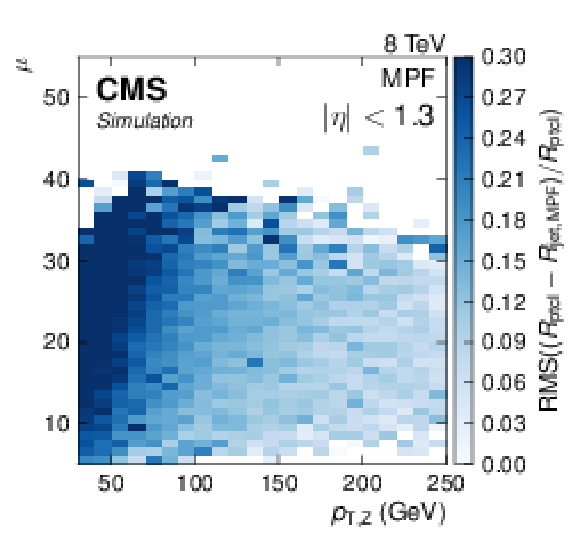 8 TeV
μ
CMS
Simulation
MPF
|η| < 1.3
50
40
30
20
10
50 100 150 200 250
p_T,Z (GeV)
0.30
0.27
0.24
0.21
0.18
0.15
0.12
0.09
0.06
0.03
0.00
RMS((R_ptcl − R_jet,MPF)/R_ptcl)